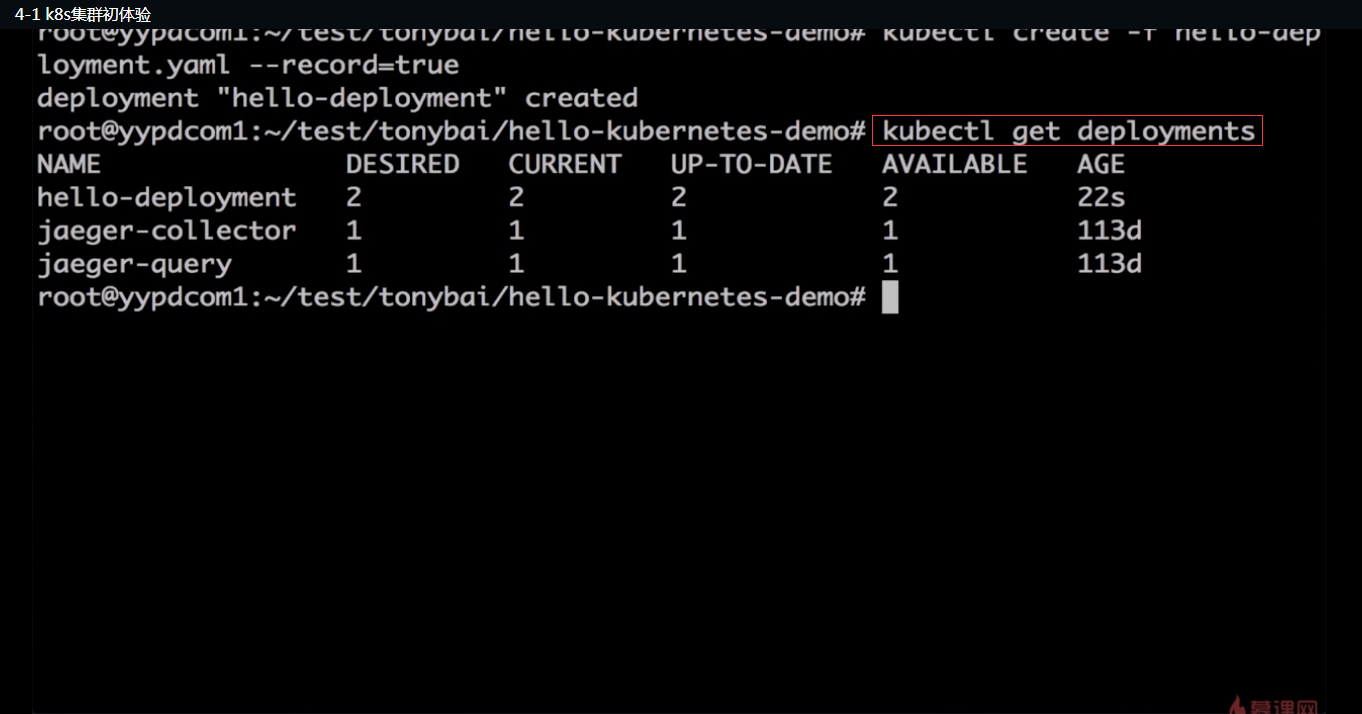 4-1 k8s集群初体验
root@yypdcom1:~/test/tonybai/hello-kubernetes-demo# kubectl create -f hello-dep
loyment.yaml --record=true
deployment "hello-deployment" created
root@yypdcom1:~/test/tonybai/hello-kubernetes-demo# kubectl get deployments
NAME DESIRED CURRENT UP-TO-DATE AVAILABLE AGE
hello-deployment 2 2 2 2 22s
jaeger-collector 1 1 1 1 113d
jaeger-query 1 1 1 1 113d
root@yypdcom1:~/test/tonybai/hello-kubernetes-demo#
慕课网